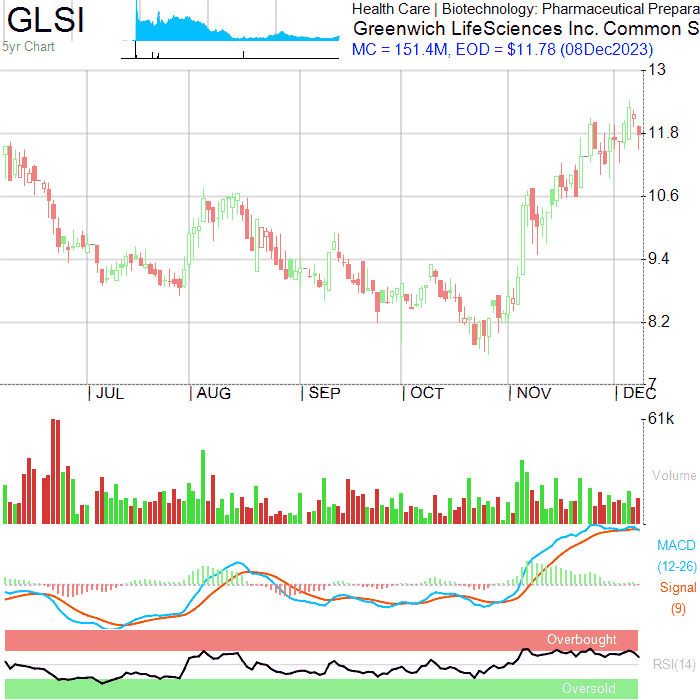 GLSI
5yr Chart
Health Care | Biotechnology: Pharmaceutical Prepara
Greenwich LifeSciences Inc. Common S
MC = 151.4M, EOD = $11.78 (08Dec2023)
13
11.8
10.6
9.4
8.2
7
JUL AUG SEP OCT NOV DEC
61k
Volume
MACD
(12-26)
Signal
(9)
Overbought
RSI(14)
Oversold